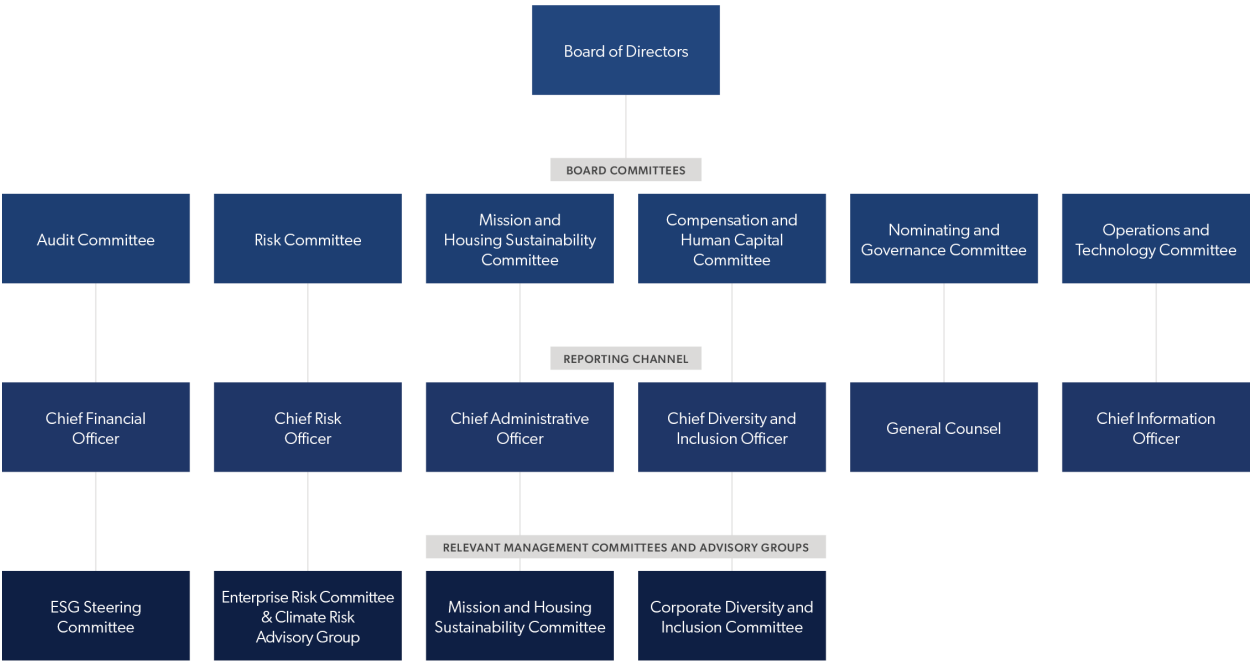 Board of Directors
BOARD COMMITTEES
Audit Committee
Risk Committee
Mission and
Housing Sustainability
Committee
Compensation and
Human Capital
Committee
Nominating and
Governance Committee
Operations and
Technology Committee
REPORTING CHANNEL
Chief Financial
Officer
Chief Risk
Officer
Chief Administrative
Officer
Chief Diversity and
Inclusion Officer
General Counsel
Chief Information
Officer
RELEVANT MANAGEMENT COMMITTEES AND ADVISORY GROUPS
ESG Steering
Committee
Enterprise Risk Committee
& Climate Risk
Advisory Group
Mission and Housing
Sustainability Committee
Corporate Diversity and
Inclusion Committee